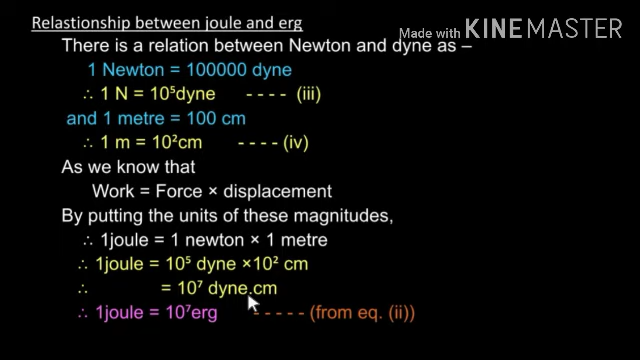 Relastionship between joule and erg
Made with KINEMASTER
There is a relation between Newton and dyne as –
1 Newton = 100000 dyne
∴ 1 N = 10⁵dyne - - - - (iii)
and 1 metre = 100 cm
∴ 1 m = 10²cm - - - - (iv)
As we know that
Work = Force × displacement
By putting the units of these magnitudes,
∴ 1joule = 1 newton × 1 metre
∴ 1joule = 10⁵ dyne ×10² cm
∴ = 10⁷ dyne.cm
∴ 1joule = 10⁷erg - - - - - (from eq. (ii))